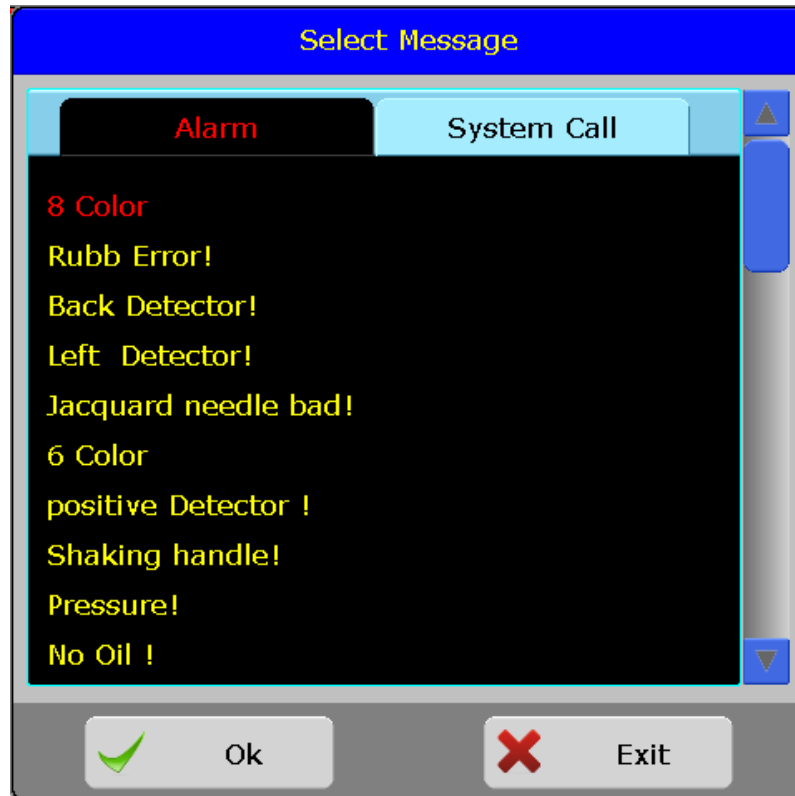 Select Message
Alarm System Call
8 Color
Rubb Error!
Back Detector!
Left Detector!
Jacquard needle bad!
6 Color
positive Detector !
Shaking handle!
Pressure!
No Oil !
Ok Exit